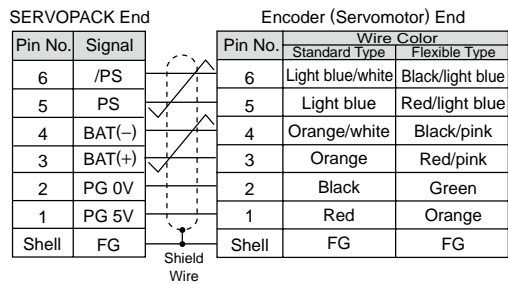 SERVOPACK End Encoder (Servomotor) End
Pin No. Signal Pin No. Wire Color
Standard Type Flexible Type
6 /PS 6 Light blue/white Black/light blue
5 PS 5 Light blue Red/light blue
4 BAT(−) 4 Orange/white Black/pink
3 BAT(+) 3 Orange Red/pink
2 PG 0V 2 Black Green
1 PG 5V 1 Red Orange
Shell FG Shell FG FG
Shield
Wire